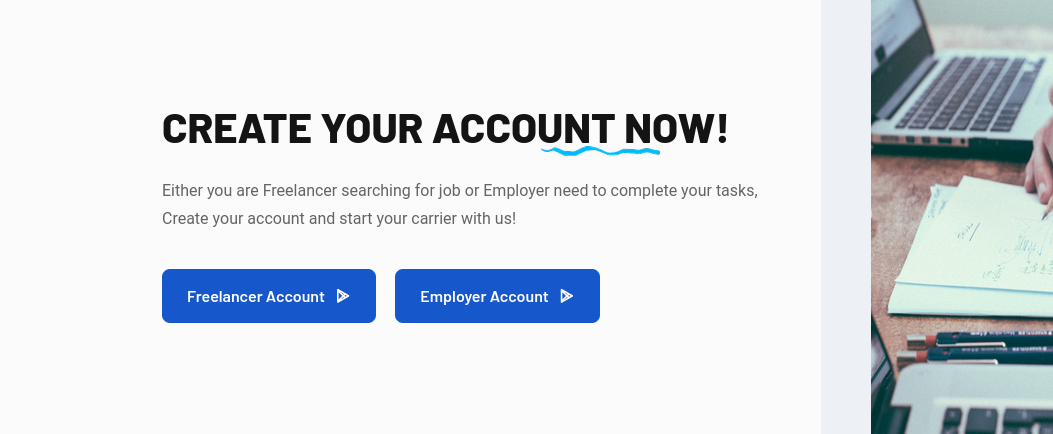 CREATE YOUR ACCOUNT NOW!
Either you are Freelancer searching for job or Employer need to complete your tasks,
Create your account and start your carrier with us!
Freelancer Account
Employer Account